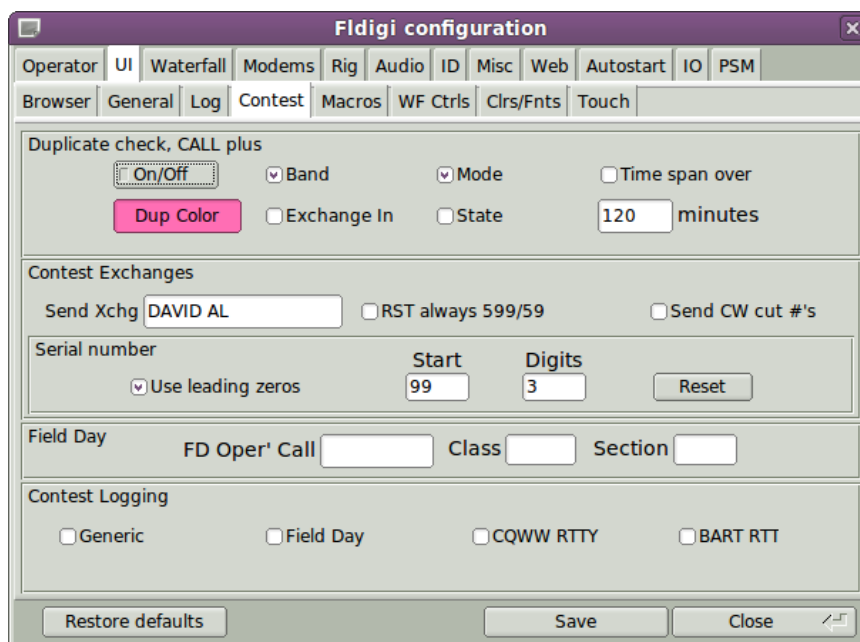 Fldigi configuration
Operator UI Waterfall Modems Rig Audio ID Misc Web Autostart IO PSM
Browser General Log Contest Macros WF Ctrls Clrs/Fnts Touch
Duplicate check, CALL plus
On/Off Band Mode Time span over
Dup Color Exchange In State 120 minutes
Contest Exchanges
Send Xchg DAVID AL RST always 599/59 Send CW cut #'s
Serial number
Start Digits
Use leading zeros 99 3 Reset
Field Day
FD Oper' Call Class Section
Contest Logging
Generic Field Day CQWW RTTY BART RTT
Restore defaults Save Close